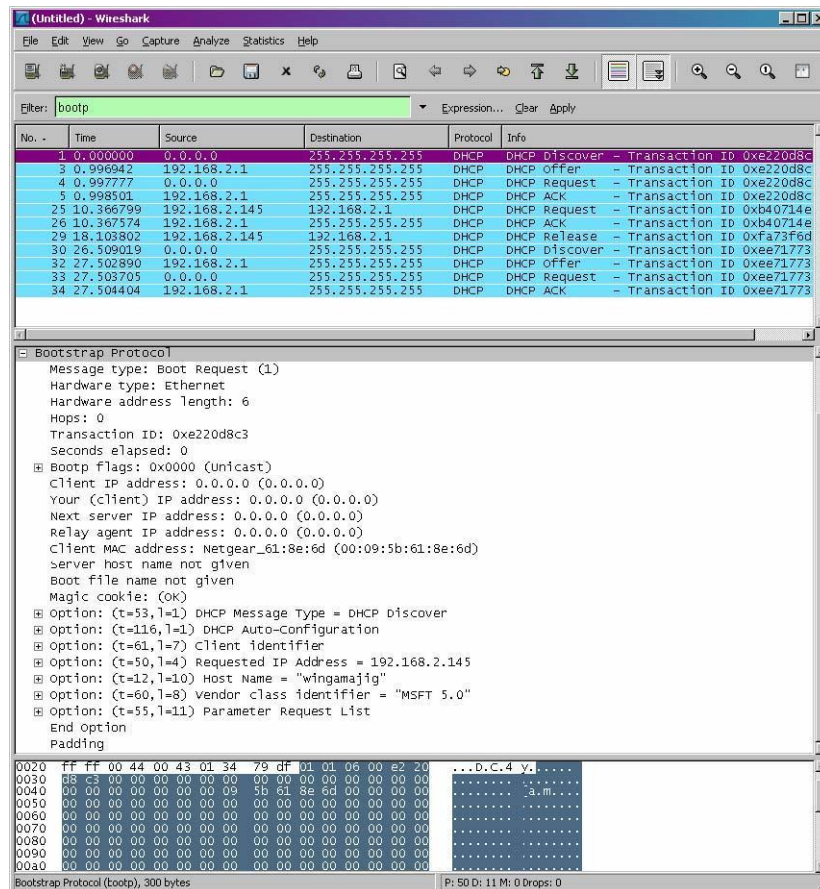 (Untitled) - Wireshark
File Edit View Go Capture Analyze Statistics Help
Filter: bootp Expression... Clear Apply
No. - Time Source Destination Protocol Info
1 0.000000 0.0.0.0 255.255.255.255 DHCP DHCP Discover - Transaction ID 0xe220d8c
3 0.996942 192.168.2.1 255.255.255.255 DHCP DHCP Offer - Transaction ID 0xe220d8c
4 0.997777 0.0.0.0 255.255.255.255 DHCP DHCP Request - Transaction ID 0xe220d8c
5 0.998501 192.168.2.1 255.255.255.255 DHCP DHCP ACK - Transaction ID 0xe220d8c
25 10.366799 192.168.2.145 192.168.2.1 DHCP DHCP Request - Transaction ID 0xb40714e
26 10.367574 192.168.2.1 255.255.255.255 DHCP DHCP ACK - Transaction ID 0xb40714e
29 18.103802 192.168.2.145 192.168.2.1 DHCP DHCP Release - Transaction ID 0xfa73f6d
30 26.509019 0.0.0.0 255.255.255.255 DHCP DHCP Discover - Transaction ID 0xee71773
32 27.502890 192.168.2.1 255.255.255.255 DHCP DHCP Offer - Transaction ID 0xee71773
33 27.503705 0.0.0.0 255.255.255.255 DHCP DHCP Request - Transaction ID 0xee71773
34 27.504404 192.168.2.1 255.255.255.255 DHCP DHCP ACK - Transaction ID 0xee71773
Bootstrap Protocol
Message type: Boot Request (1)
Hardware type: Ethernet
Hardware address length: 6
Hops: 0
Transaction ID: 0xe220d8c3
Seconds elapsed: 0
Bootp flags: 0x0000 (Unicast)
Client IP address: 0.0.0.0 (0.0.0.0)
Your (client) IP address: 0.0.0.0 (0.0.0.0)
Next server IP address: 0.0.0.0 (0.0.0.0)
Relay agent IP address: 0.0.0.0 (0.0.0.0)
Client MAC address: Netgear_61:8e:6d (00:09:5b:61:8e:6d)
Server host name not given
Boot file name not given
Magic cookie: (OK)
Option: (t=53,l=1) DHCP Message Type = DHCP Discover
Option: (t=116,l=1) DHCP Auto-Configuration
Option: (t=61,l=7) Client identifier
Option: (t=50,l=4) Requested IP Address = 192.168.2.145
Option: (t=12,l=10) Host Name = "wingamajig"
Option: (t=60,l=8) Vendor class identifier = "MSFT 5.0"
Option: (t=55,l=11) Parameter Request List
End Option
Padding
0020 ff ff 00 44 00 43 01 34 79 df 01 01 06 00 e2 20 ...D.C.4 y......
0030 d8 c3 00 00 00 00 00 00 00 00 00 00 00 00 00 00 ........ ........
0040 00 00 00 00 00 00 00 09 5b 61 8e 6d 00 00 00 00 ........ [a.m....
0050 00 00 00 00 00 00 00 00 00 00 00 00 00 00 00 00 ........ ........
0060 00 00 00 00 00 00 00 00 00 00 00 00 00 00 00 00 ........ ........
0070 00 00 00 00 00 00 00 00 00 00 00 00 00 00 00 00 ........ ........
0080 00 00 00 00 00 00 00 00 00 00 00 00 00 00 00 00 ........ ........
0090 00 00 00 00 00 00 00 00 00 00 00 00 00 00 00 00 ........ ........
00a0 00 00 00 00 00 00 00 00 00 00 00 00 00 00 00 00 ........ ........
Bootstrap Protocol (bootp), 300 bytes P: 50 D: 11 M: 0 Drops: 0